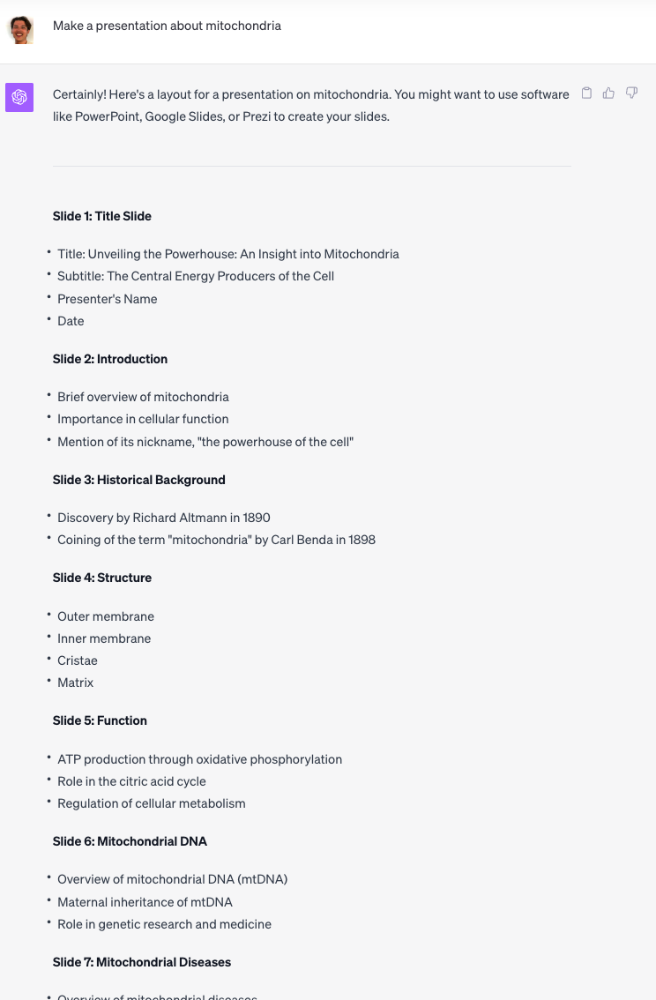 Make a presentation about mitochondria
Certainly! Here's a layout for a presentation on mitochondria. You might want to use software
like PowerPoint, Google Slides, or Prezi to create your slides.
Slide 1: Title Slide
• Title: Unveiling the Powerhouse: An Insight into Mitochondria
• Subtitle: The Central Energy Producers of the Cell
• Presenter's Name
• Date
Slide 2: Introduction
• Brief overview of mitochondria
• Importance in cellular function
• Mention of its nickname, "the powerhouse of the cell"
Slide 3: Historical Background
• Discovery by Richard Altmann in 1890
• Coining of the term "mitochondria" by Carl Benda in 1898
Slide 4: Structure
• Outer membrane
• Inner membrane
• Cristae
• Matrix
Slide 5: Function
• ATP production through oxidative phosphorylation
• Role in the citric acid cycle
• Regulation of cellular metabolism
Slide 6: Mitochondrial DNA
• Overview of mitochondrial DNA (mtDNA)
• Maternal inheritance of mtDNA
• Role in genetic research and medicine
Slide 7: Mitochondrial Diseases
• Overview of mitochondrial diseases